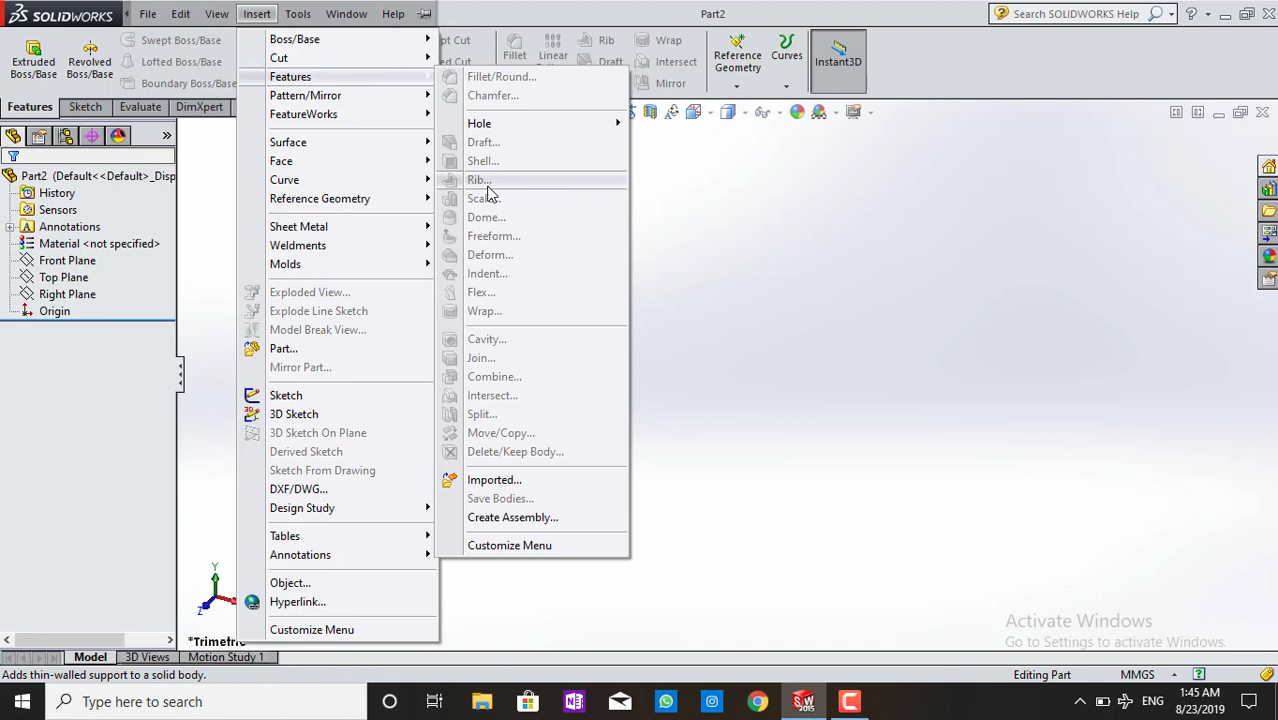 SOLIDWORKS File Edit View Insert Tools Window Help Part2 Search SOLIDWORKS Help
Extruded Boss/Base
Revolved Boss/Base
Swept Boss/Base
Lofted Boss/Base
Boundary Boss/Base
Fillet
Linear
Rib
Wrap
Intersect
Mirror
Reference Geometry
Curves
Instant3D
Features Sketch Evaluate DimXpert
Part2 (Default<<Default>_Disp
History
Sensors
Annotations
Material <not specified>
Front Plane
Top Plane
Right Plane
Origin
Boss/Base
Cut
Features
Pattern/Mirror
FeatureWorks
Surface
Face
Curve
Reference Geometry
Sheet Metal
Weldments
Molds
Exploded View...
Explode Line Sketch
Model Break View...
Part...
Mirror Part...
Sketch
3D Sketch
3D Sketch On Plane
Derived Sketch
Sketch From Drawing
DXF/DWG...
Design Study
Tables
Annotations
Object...
Hyperlink...
Customize Menu
Fillet/Round...
Chamfer...
Hole
Draft...
Shell...
Rib...
Dome...
Freeform...
Deform...
Indent...
Flex...
Wrap...
Cavity...
Join...
Combine...
Intersect...
Split...
Move/Copy...
Delete/Keep Body...
Imported...
Save Bodies...
Create Assembly...
Customize Menu
Y
Z
*Trimetric
Activate Windows
Go to Settings to activate Windows.
Model 3D Views Motion Study 1
Adds thin-walled support to a solid body. Editing Part MMGS
Type here to search
SW 2015
ENG
1:45 AM
8/23/2019